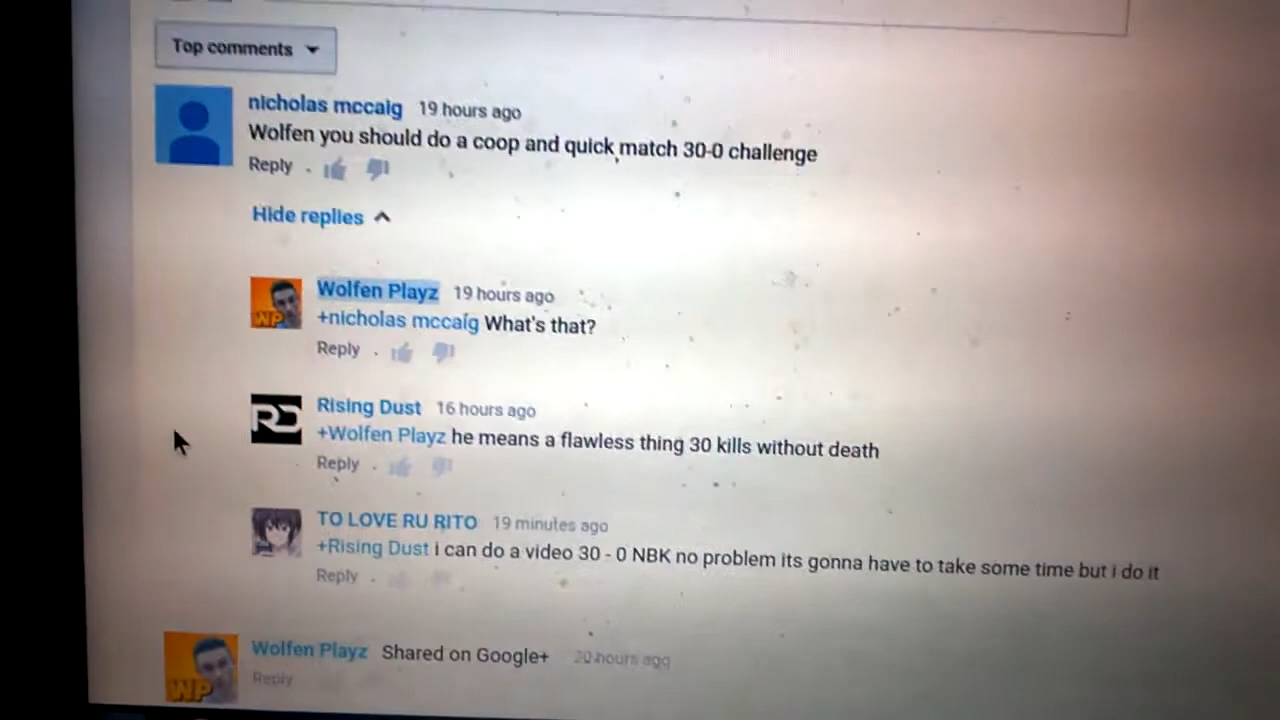 Top comments
nicholas mccaig 19 hours ago
Wolfen you should do a coop and quick match 30-0 challenge
Reply .
Hide replies
Wolfen Playz 19 hours ago
+nicholas mccaig What's that?
Reply .
WP
Rising Dust 16 hours ago
RD
+Wolfen Playz he means a flawless thing 30 kills without death
Reply .
TO LOVE RU RITO 19 minutes ago
+Rising Dust i can do a video 30 - 0 NBK no problem its gonna have to take some time but i do it
Reply .
Wolfen Playz Shared on Google+ 20 hours ago
Reply
WP